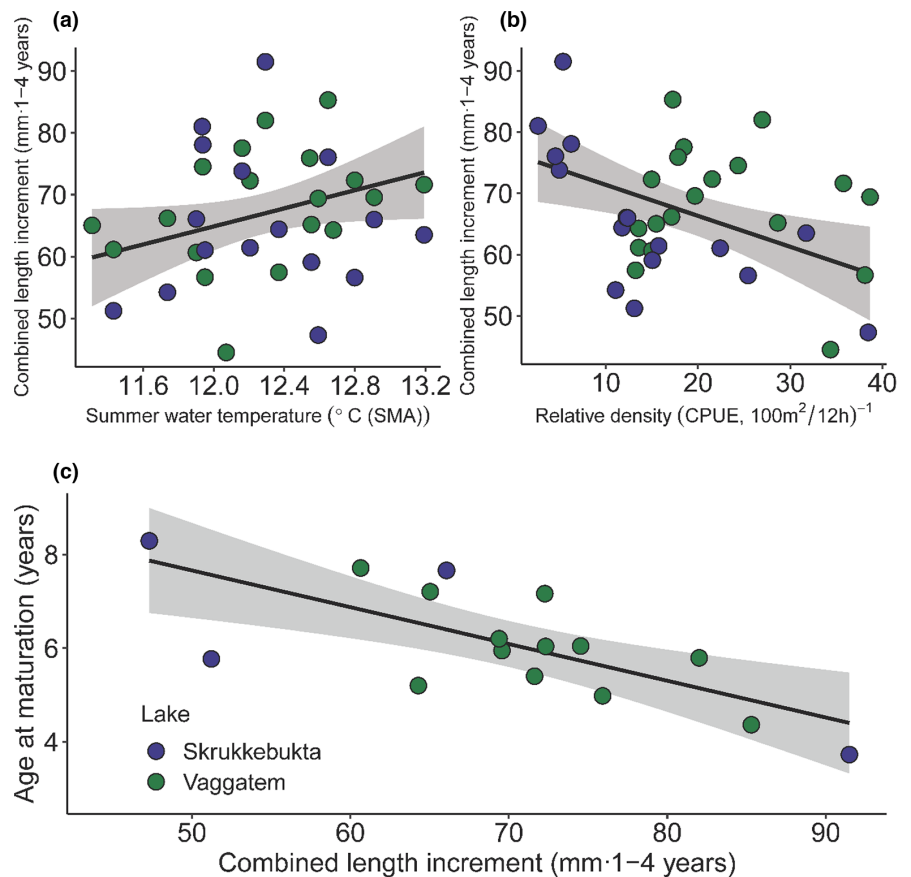 (a)
Combined length increment (mm·1−4 years)
90
80
70
60
50
11.6 12.0 12.4 12.8 13.2
Summer water temperature (° C (SMA))
(b)
Combined length increment (mm·1−4 years)
90
80
70
60
50
10 20 30 40
Relative density (CPUE, 100m²/12h)⁻¹
(c)
Age at maturation (years)
8
6
4
Lake
Skrukkebukta
Vaggatem
50 60 70 80 90
Combined length increment (mm·1−4 years)